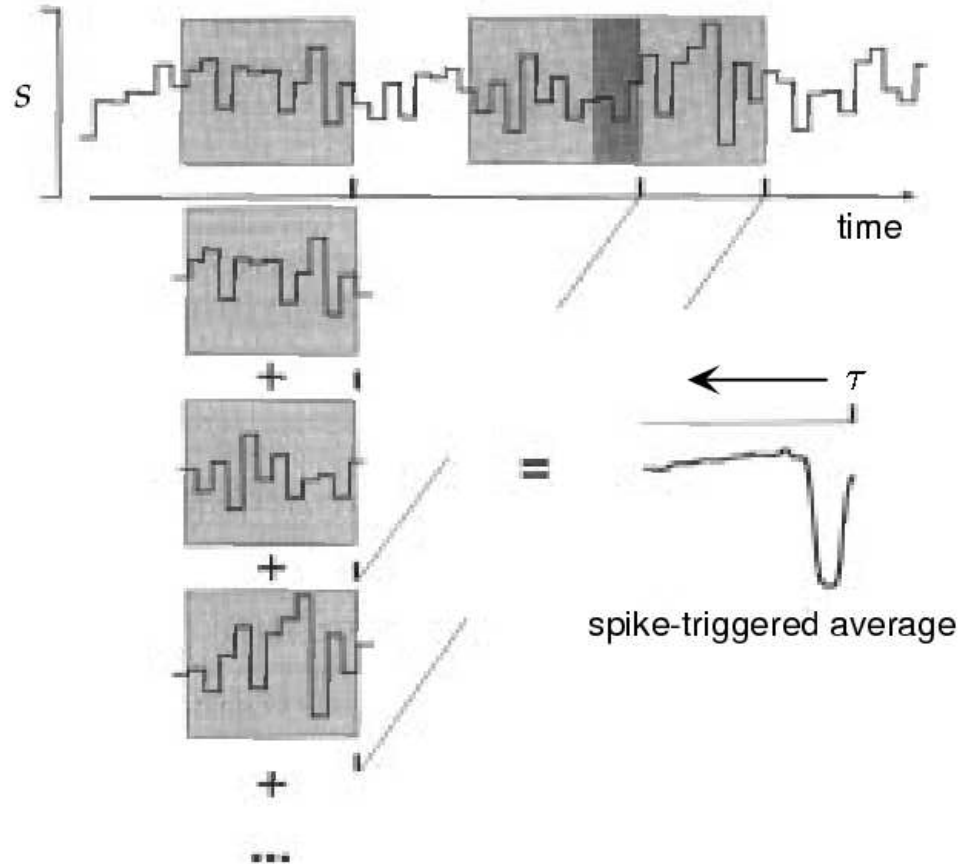 s
time
+
τ
=
+
spike-triggered average
+
...